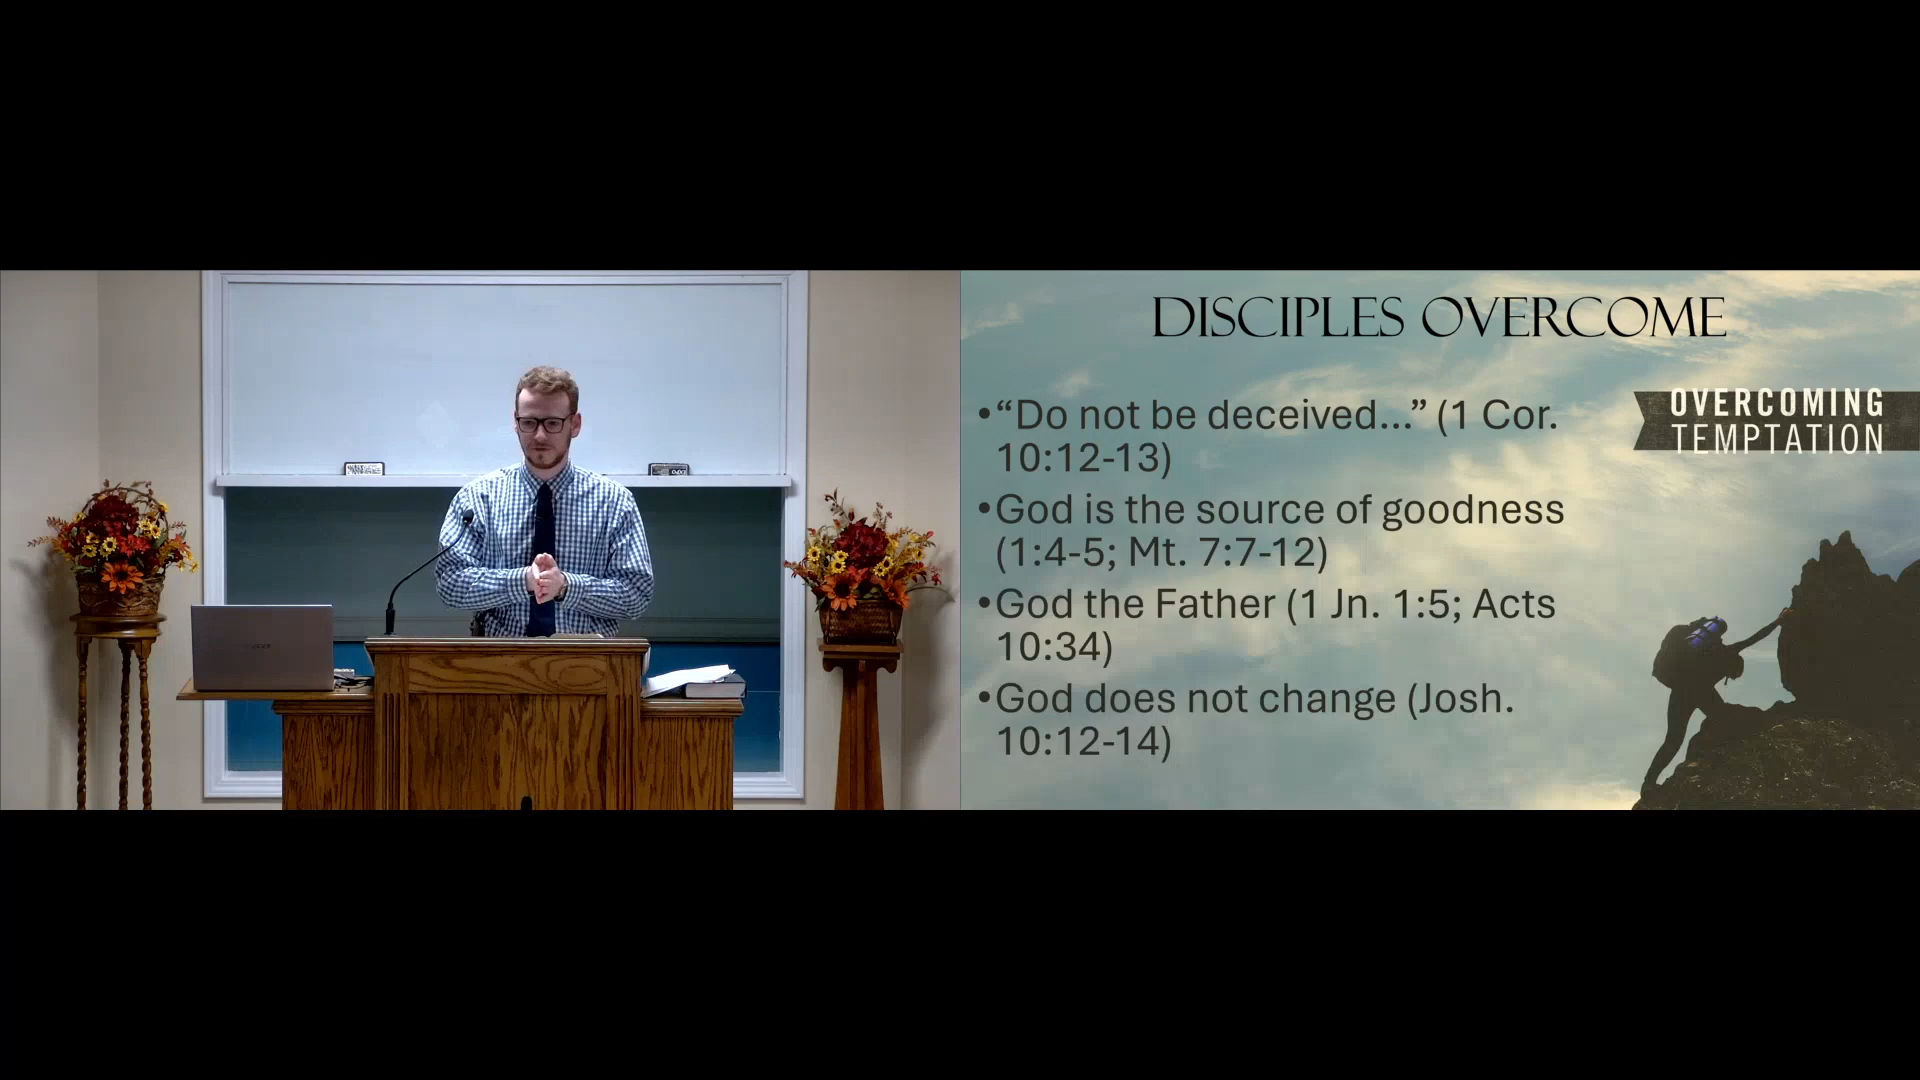 DISCIPLES OVERCOME
•“Do not be deceived...” (1 Cor.
10:12-13)
•God is the source of goodness
(1:4-5; Mt. 7:7-12)
•God the Father (1 Jn. 1:5; Acts
10:34)
•God does not change (Josh.
10:12-14)
OVERCOMING
TEMPTATION